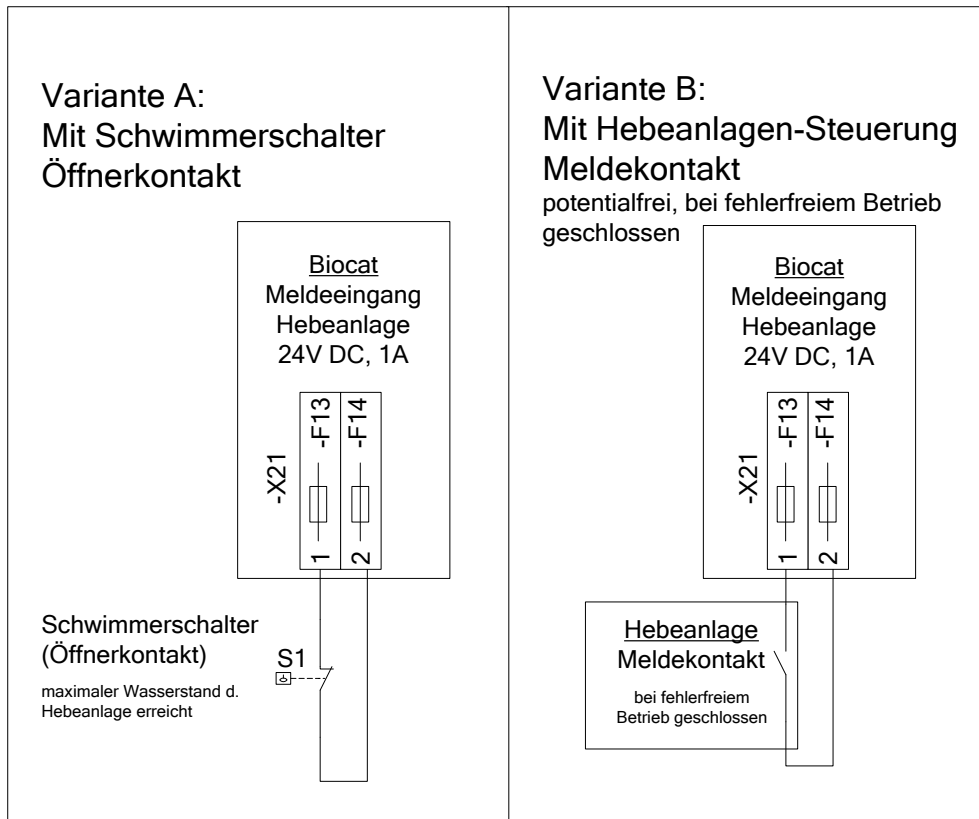 Variante A:
Mit Schwimmerschalter
Öffnerkontakt
Biocat
Meldeeingang
Hebeanlage
24V DC, 1A
-X21
-F13
-F14
1
2
Schwimmerschalter
(Öffnerkontakt)
maximaler Wasserstand d.
Hebeanlage erreicht
S1
Variante B:
Mit Hebeanlagen-Steuerung
Meldekontakt
potentialfrei, bei fehlerfreiem Betrieb
geschlossen
Biocat
Meldeeingang
Hebeanlage
24V DC, 1A
-X21
-F13
-F14
1
2
Hebeanlage
Meldekontakt
bei fehlerfreiem
Betrieb geschlossen